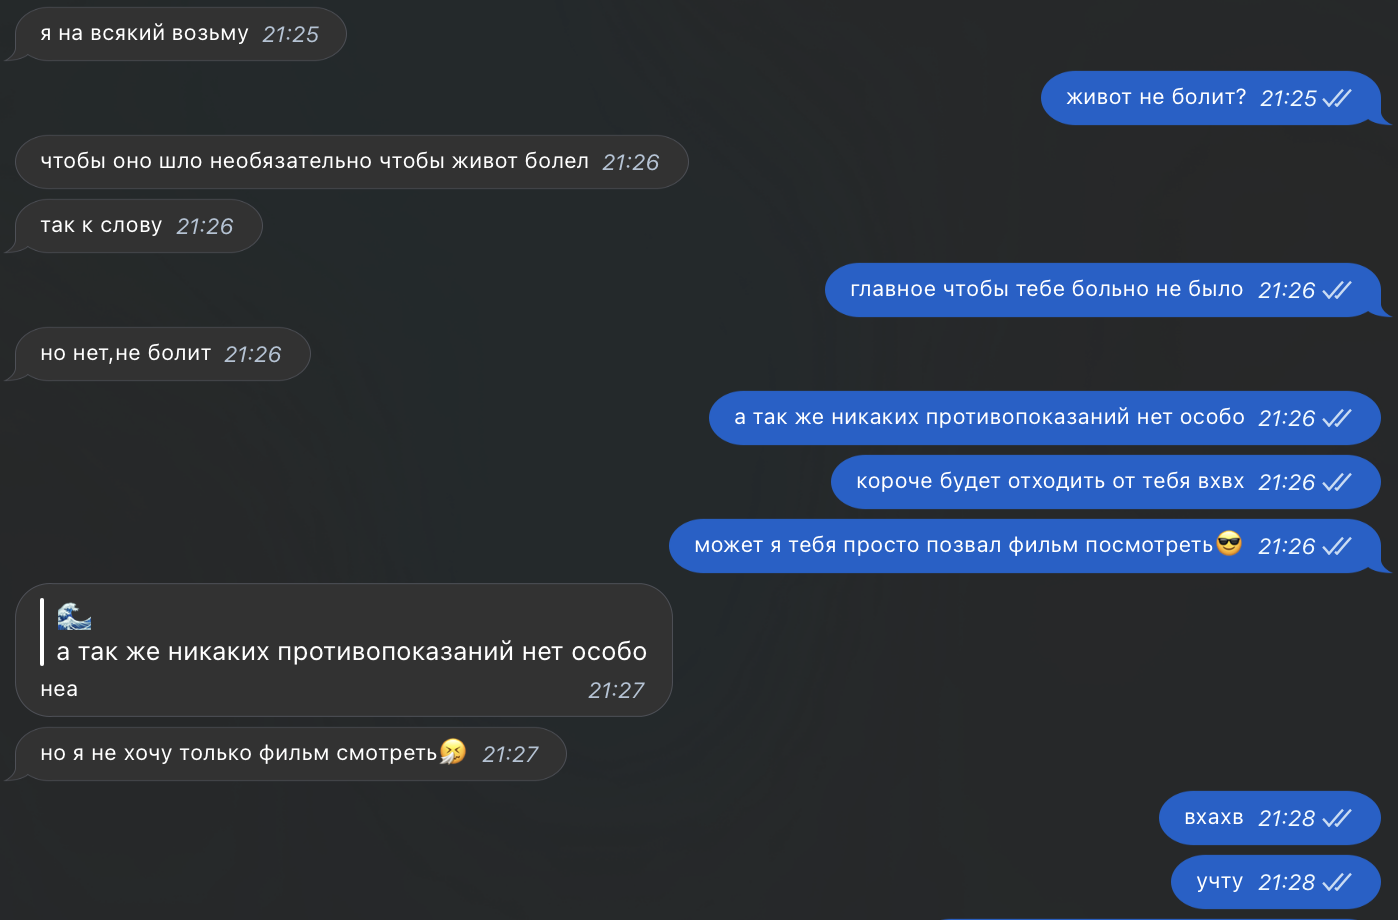 я на всякий возьму 21:25
живот не болит? 21:25
чтобы оно шло необязательно чтобы живот болел 21:26
так к слову 21:26
главное чтобы тебе больно не было 21:26
но нет,не болит 21:26
а так же никаких противопоказаний нет особо 21:26
короче будет отходить от тебя вхвх 21:26
может я тебя просто позвал фильм посмотреть😎 21:26
🌊
а так же никаких противопоказаний нет особо
неа 21:27
но я не хочу только фильм смотреть🤧 21:27
вхахв 21:28
учту 21:28